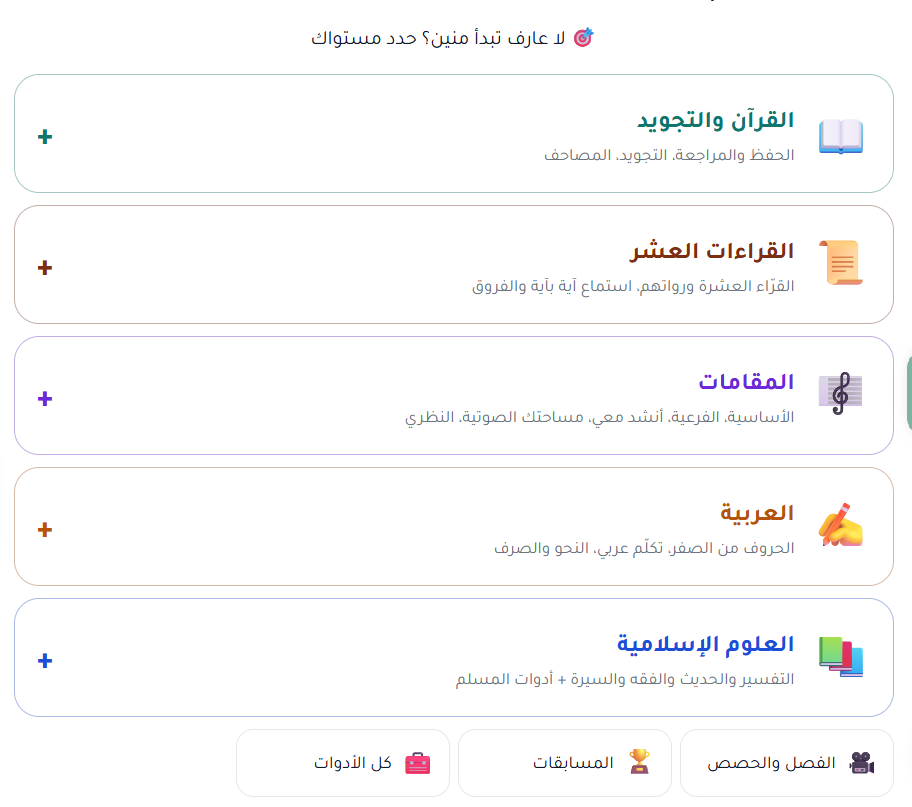 لا عارف تبدأ منين؟ حدد مستواك
القرآن والتجويد
الحفظ والمراجعة، التجويد، المصاحف
+
القراءات العشر
القرّاء العشرة ورواتهم، استماع آية بآية والفروق
+
المقامات
الأساسية، الفرعية، أنشد معي، مساحتك الصوتية، النظري
+
العربية
الحروف من الصفر، تكلّم عربي، النحو والصرف
+
العلوم الإسلامية
التفسير والحديث والفقه والسيرة + أدوات المسلم
+
الفصل والحصص
المسابقات
كل الأدوات